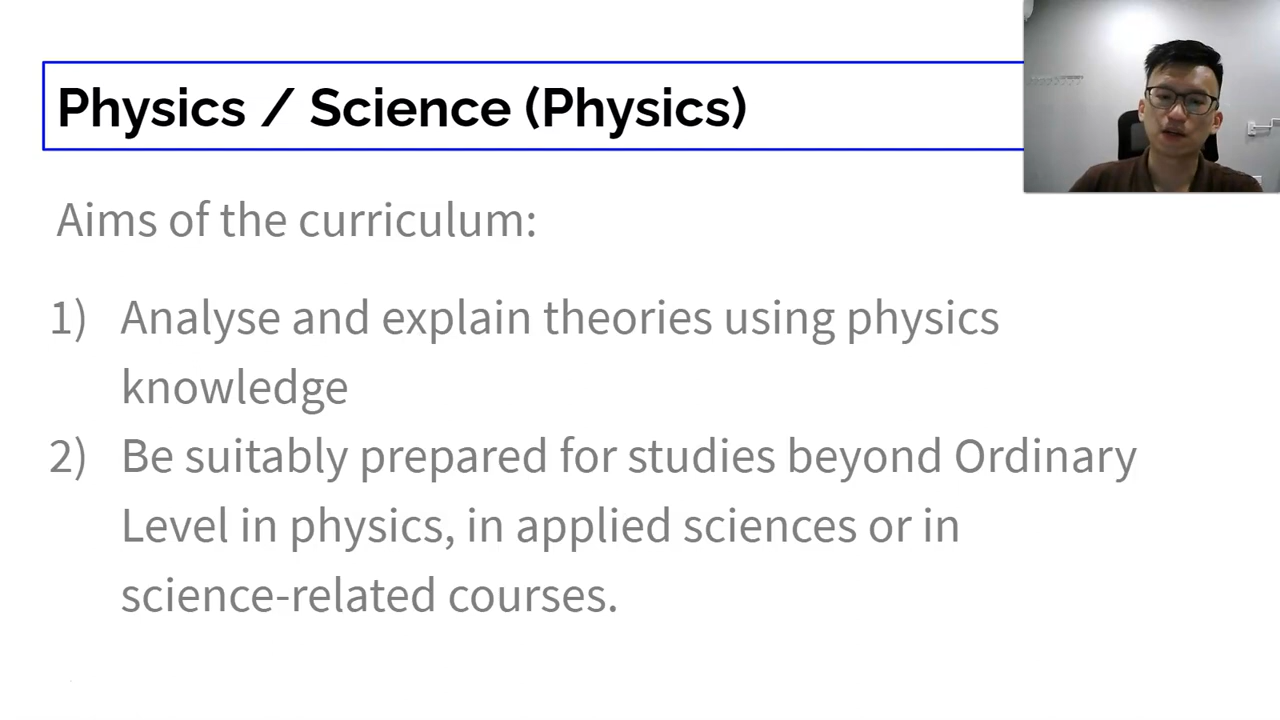 Physics / Science (Physics)
Aims of the curriculum:
1) Analyse and explain theories using physics
knowledge
2) Be suitably prepared for studies beyond Ordinary
Level in physics, in applied sciences or in
science-related courses.